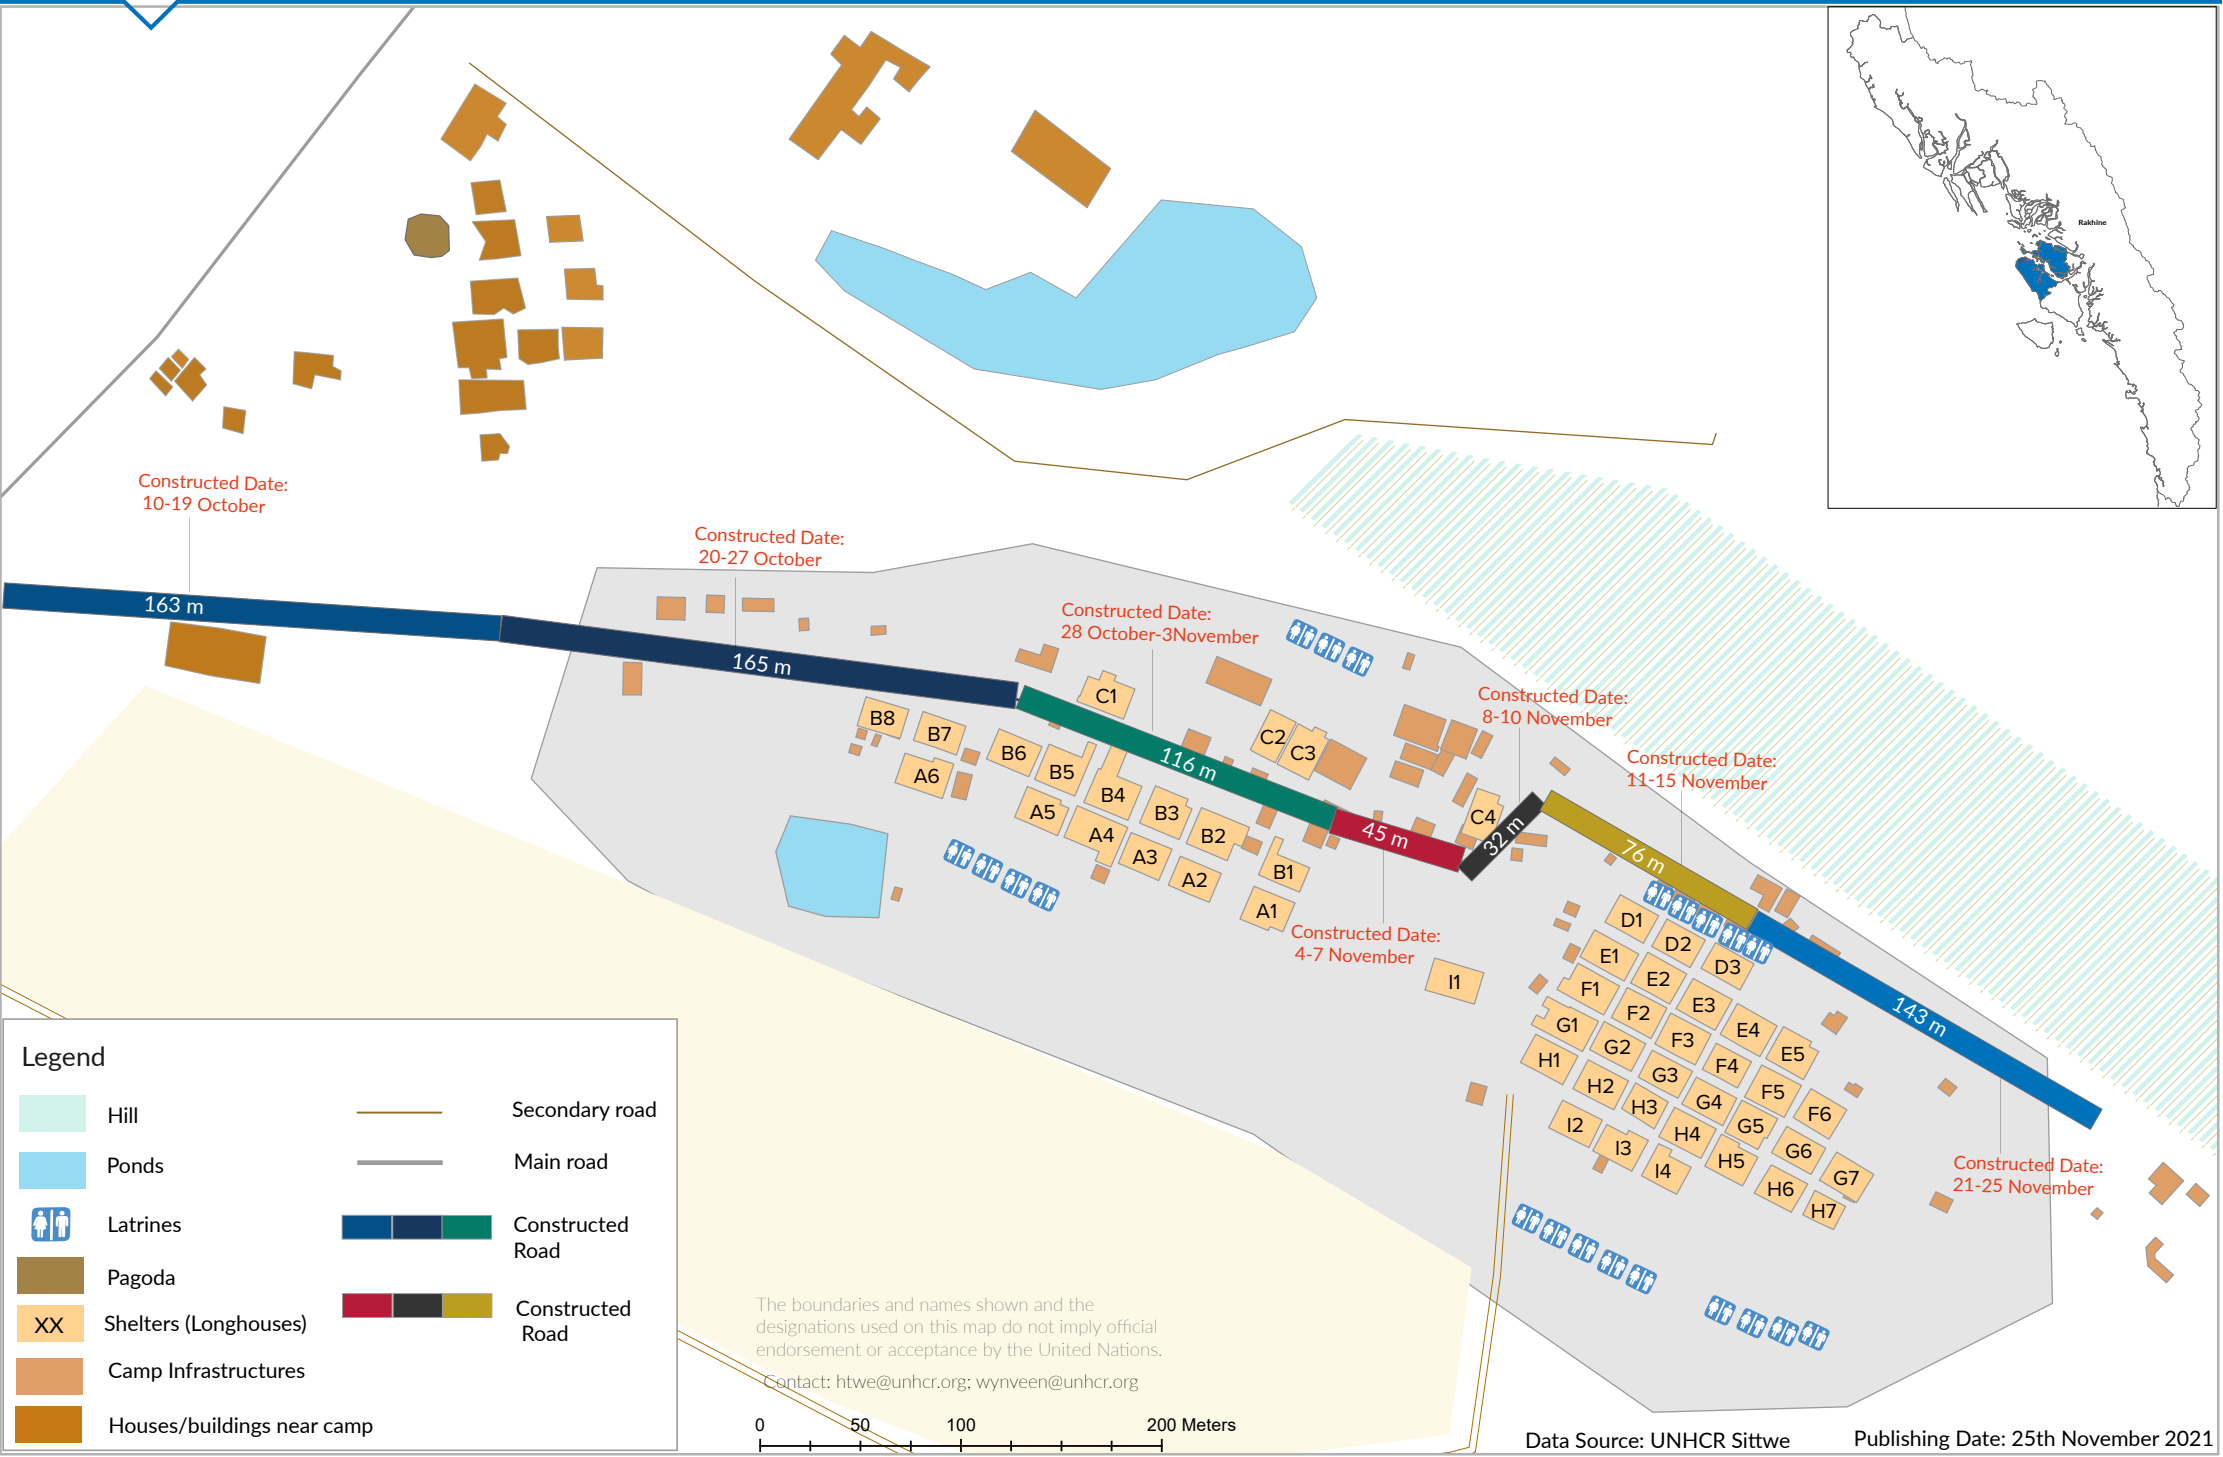 Rakhine
Constructed Date:
10-19 October
Constructed Date:
20-27 October
Constructed Date:
28 October-3November
Constructed Date:
8-10 November
Constructed Date:
11-15 November
Constructed Date:
4-7 November
Constructed Date:
21-25 November
163 m
165 m
116 m
45 m
32 m
76 m
143 m
C1
C2
C3
C4
B8
B7
B6
B5
B4
B3
B2
B1
A6
A5
A4
A3
A2
A1
I1
D1
D2
D3
E1
E2
E3
E4
E5
F1
F2
F3
F4
F5
F6
G1
G2
G3
G4
G5
G6
G7
H1
H2
H3
H4
H5
H6
H7
I2
I3
I4
Legend
Hill
Ponds
Latrines
Pagoda
XX Shelters (Longhouses)
Camp Infrastructures
Houses/buildings near camp
Secondary road
Main road
Constructed
Road
Constructed
Road
The boundaries and names shown and the
designations used on this map do not imply official
endorsement or acceptance by the United Nations.
Contact: htwe@unhcr.org; wynveen@unhcr.org
0 50 100 200 Meters
Data Source: UNHCR Sittwe
Publishing Date: 25th November 2021